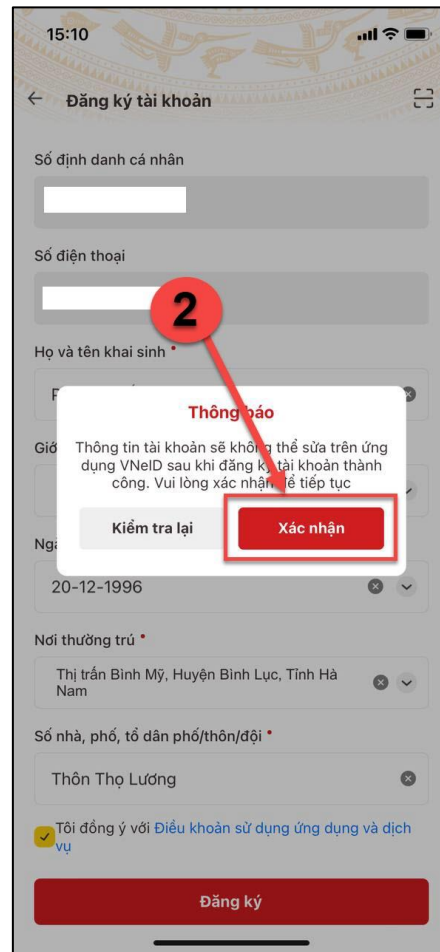 15:10
Đăng ký tài khoản
Số định danh cá nhân
Số điện thoại
2
Họ và tên khai sinh •
Thông báo
Thông tin tài khoản sẽ không thể sửa trên ứng
dụng VNeID sau khi đăng ký tài khoản thành
công. Vui lòng xác nhận để tiếp tục
Kiểm tra lại
Xác nhận
20-12-1996
Nơi thường trú •
Thị trấn Bình Mỹ, Huyện Bình Lục, Tỉnh Hà
Nam
Số nhà, phố, tổ dân phố/thôn/đội •
Thôn Thọ Lương
Tôi đồng ý với Điều khoản sử dụng ứng dụng và dịch
vụ
Đăng ký